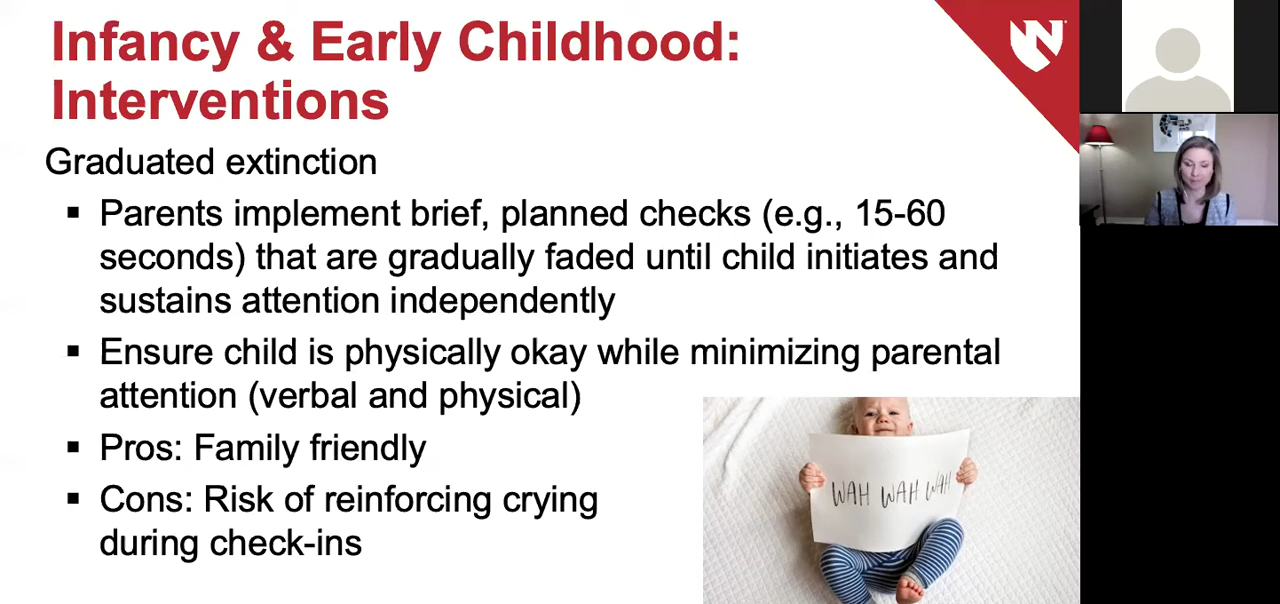 Infancy & Early Childhood:
Interventions
Graduated extinction
▪ Parents implement brief, planned checks (e.g., 15-60
seconds) that are gradually faded until child initiates and
sustains attention independently
▪ Ensure child is physically okay while minimizing parental
attention (verbal and physical)
▪ Pros: Family friendly
▪ Cons: Risk of reinforcing crying
during check-ins
WAH WAH WAH